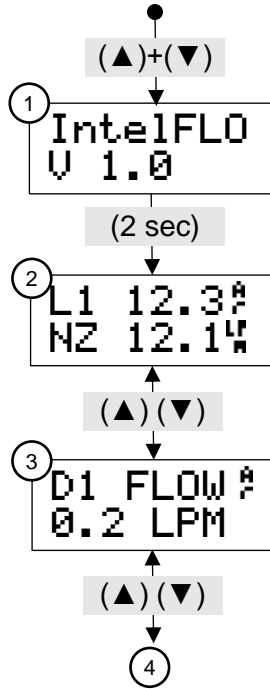 (▲)+(▼)
1
IntelFLO
V 1.0
(2 sec)
2
L1 12.3
NZ 12.1
(▲) (▼)
3
D1 FLOW
0.2 LPM
(▲) (▼)
4